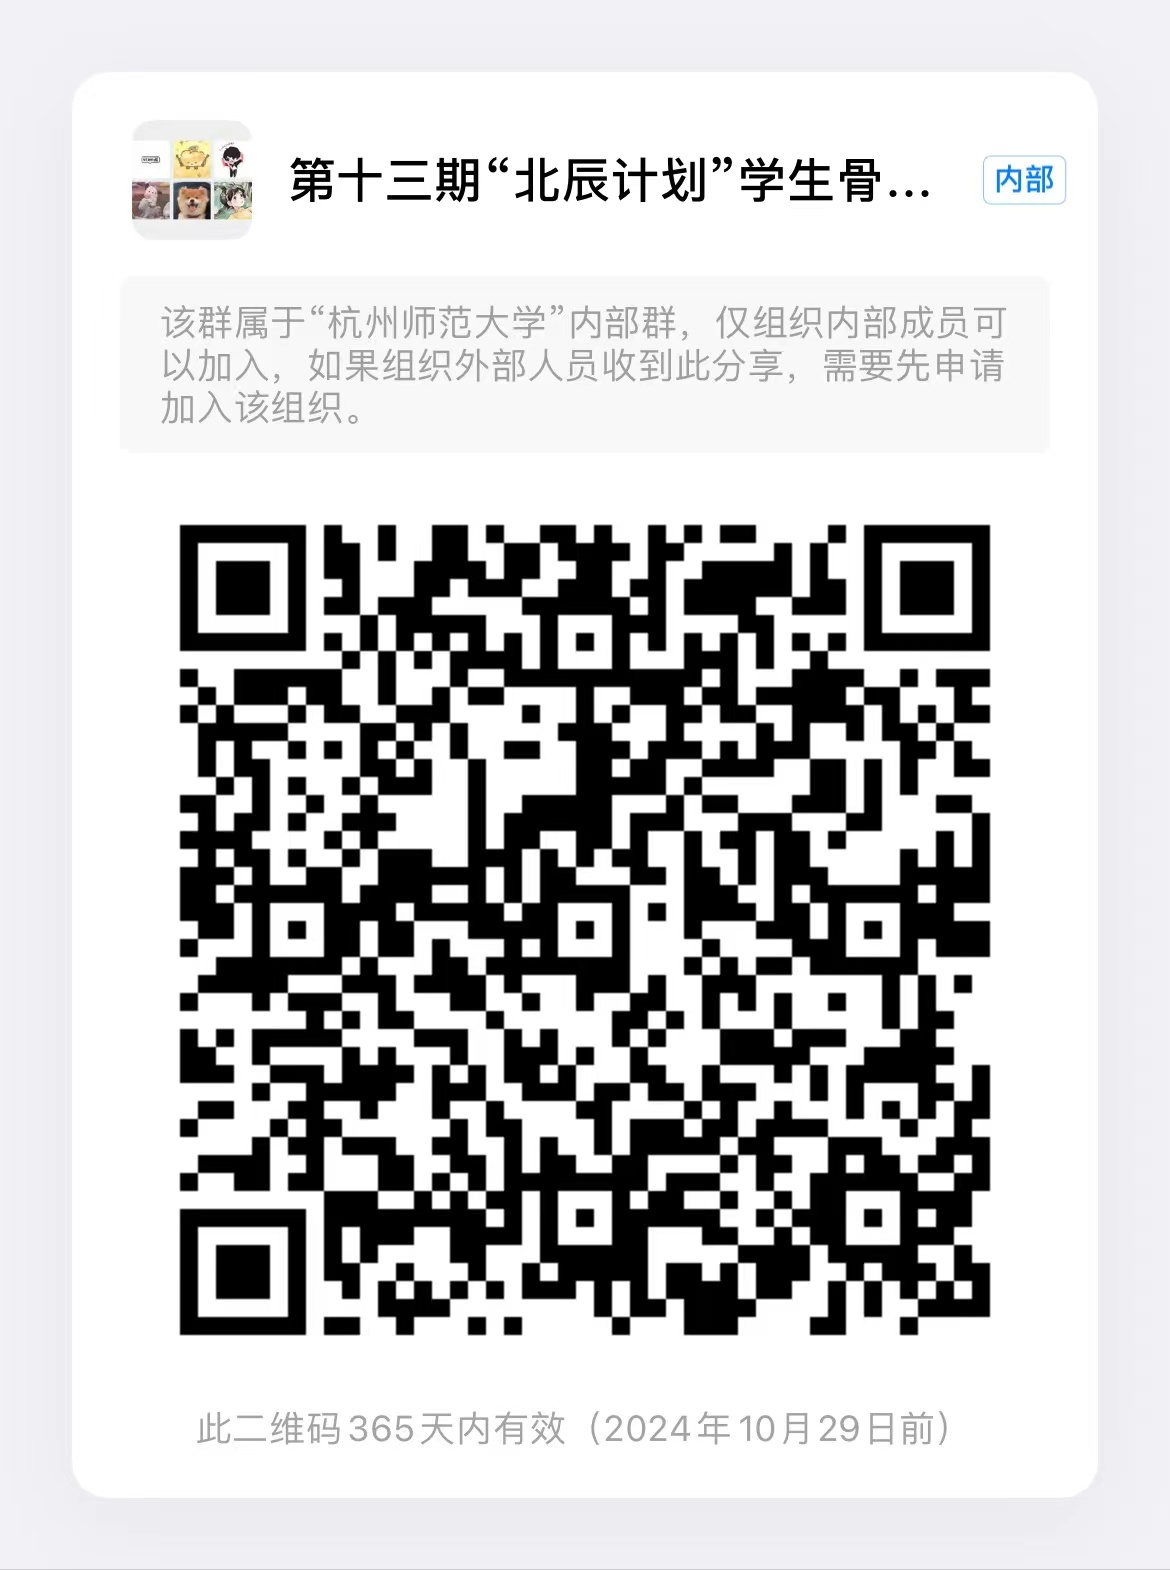 第十三期“北辰计划”学生骨...
内部
该群属于“杭州师范大学”内部群，仅组织内部成员可
以加入，如果组织外部人员收到此分享，需要先申请
加入该组织。
此二维码365天内有效（2024年10月29日前）